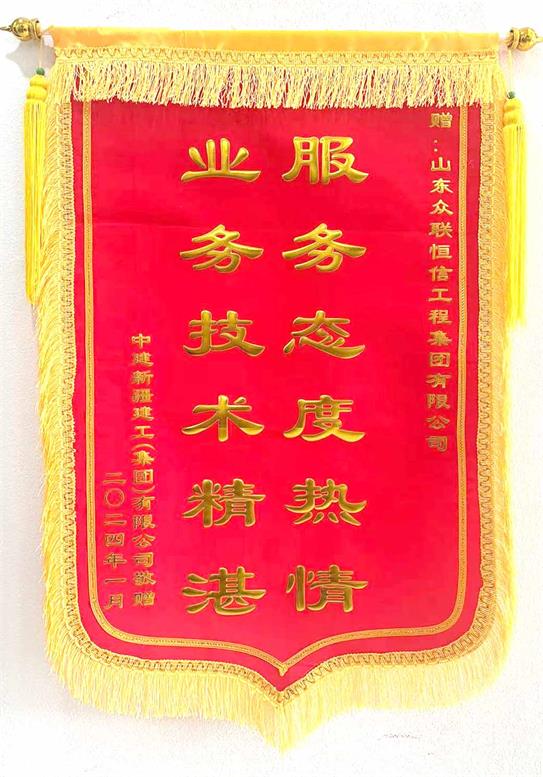 赠：山东众联恒信工程集团有限公司
服务态度热情
业务技术精湛
中建新疆建工（集团）有限公司敬赠
二〇二四年一月